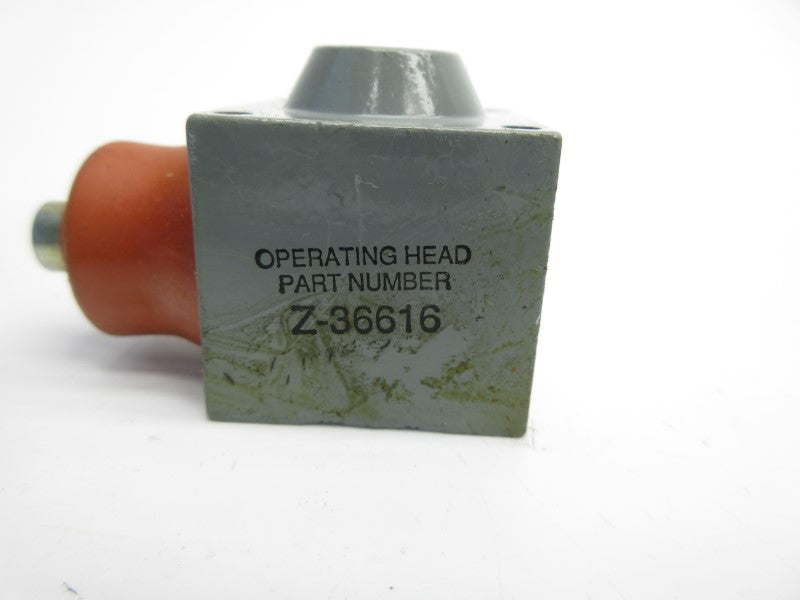 OPERATING HEAD
PART NUMBER
Z-36616